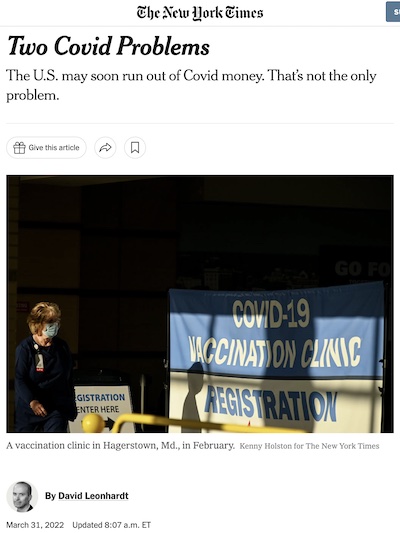 The New York Times
Two Covid Problems
The U.S. may soon run out of Covid money. That's not the only
problem.
Give this article
GO FO
COVID-19
VACCINATION CLINIC
REGISTRATION
EGISTRATION
ENTER HERE
A vaccination clinic in Hagerstown, Md., in February. Kenny Holston for The New York Times
By David Leonhardt
March 31, 2022 Updated 8:07 a.m. ET